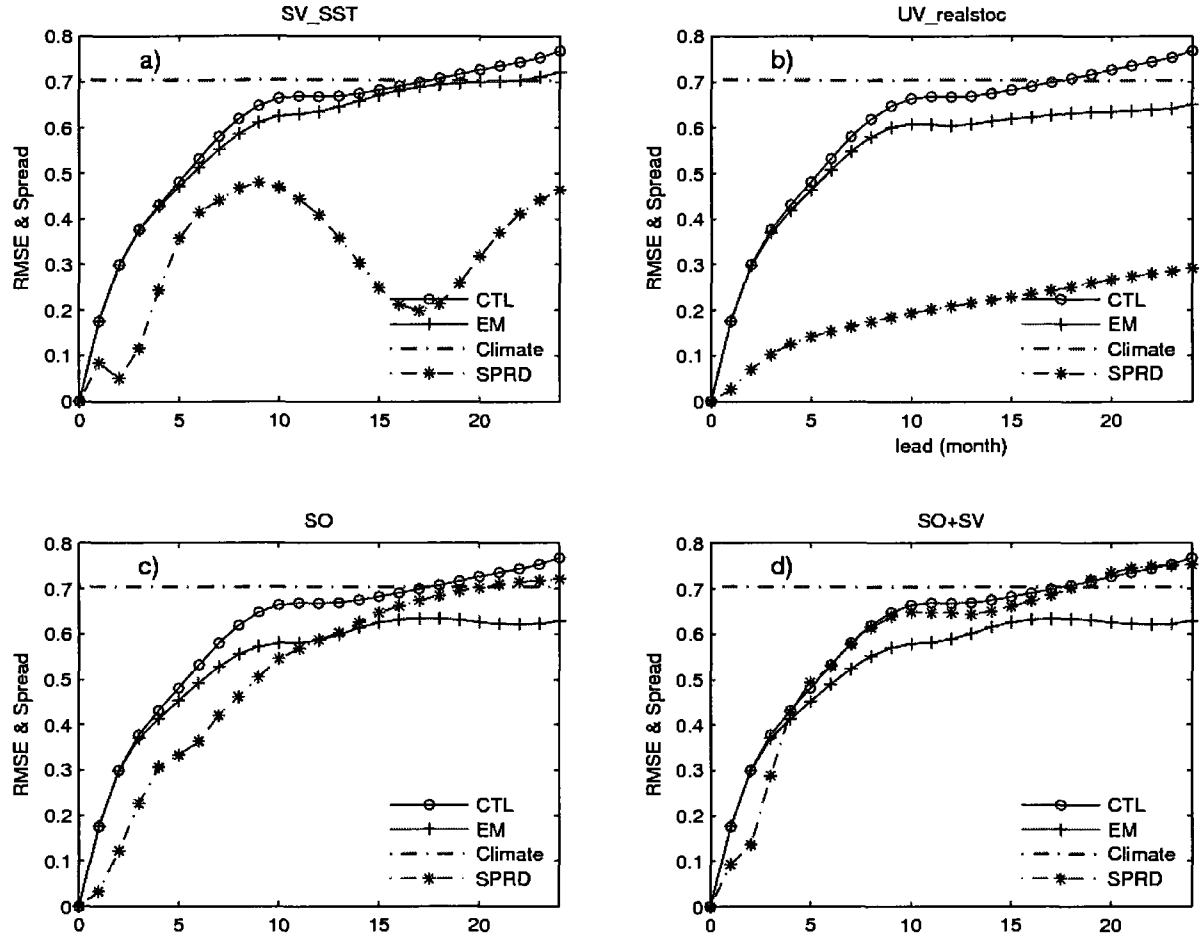 SV_SST
a)
RMSE & Spread
0.8
0.7
0.6
0.5
0.4
0.3
0.2
0.1
0
0 5 10 15 20
CTL
EM
Climate
SPRD
UV_realstoc
b)
RMSE & Spread
0.8
0.7
0.6
0.5
0.4
0.3
0.2
0.1
0
0 5 10 15 20
lead (month)
CTL
EM
Climate
SPRD
SO
c)
RMSE & Spread
0.8
0.7
0.6
0.5
0.4
0.3
0.2
0.1
0
0 5 10 15 20
CTL
EM
Climate
SPRD
SO+SV
d)
RMSE & Spread
0.8
0.7
0.6
0.5
0.4
0.3
0.2
0.1
0
0 5 10 15 20
CTL
EM
Climate
SPRD